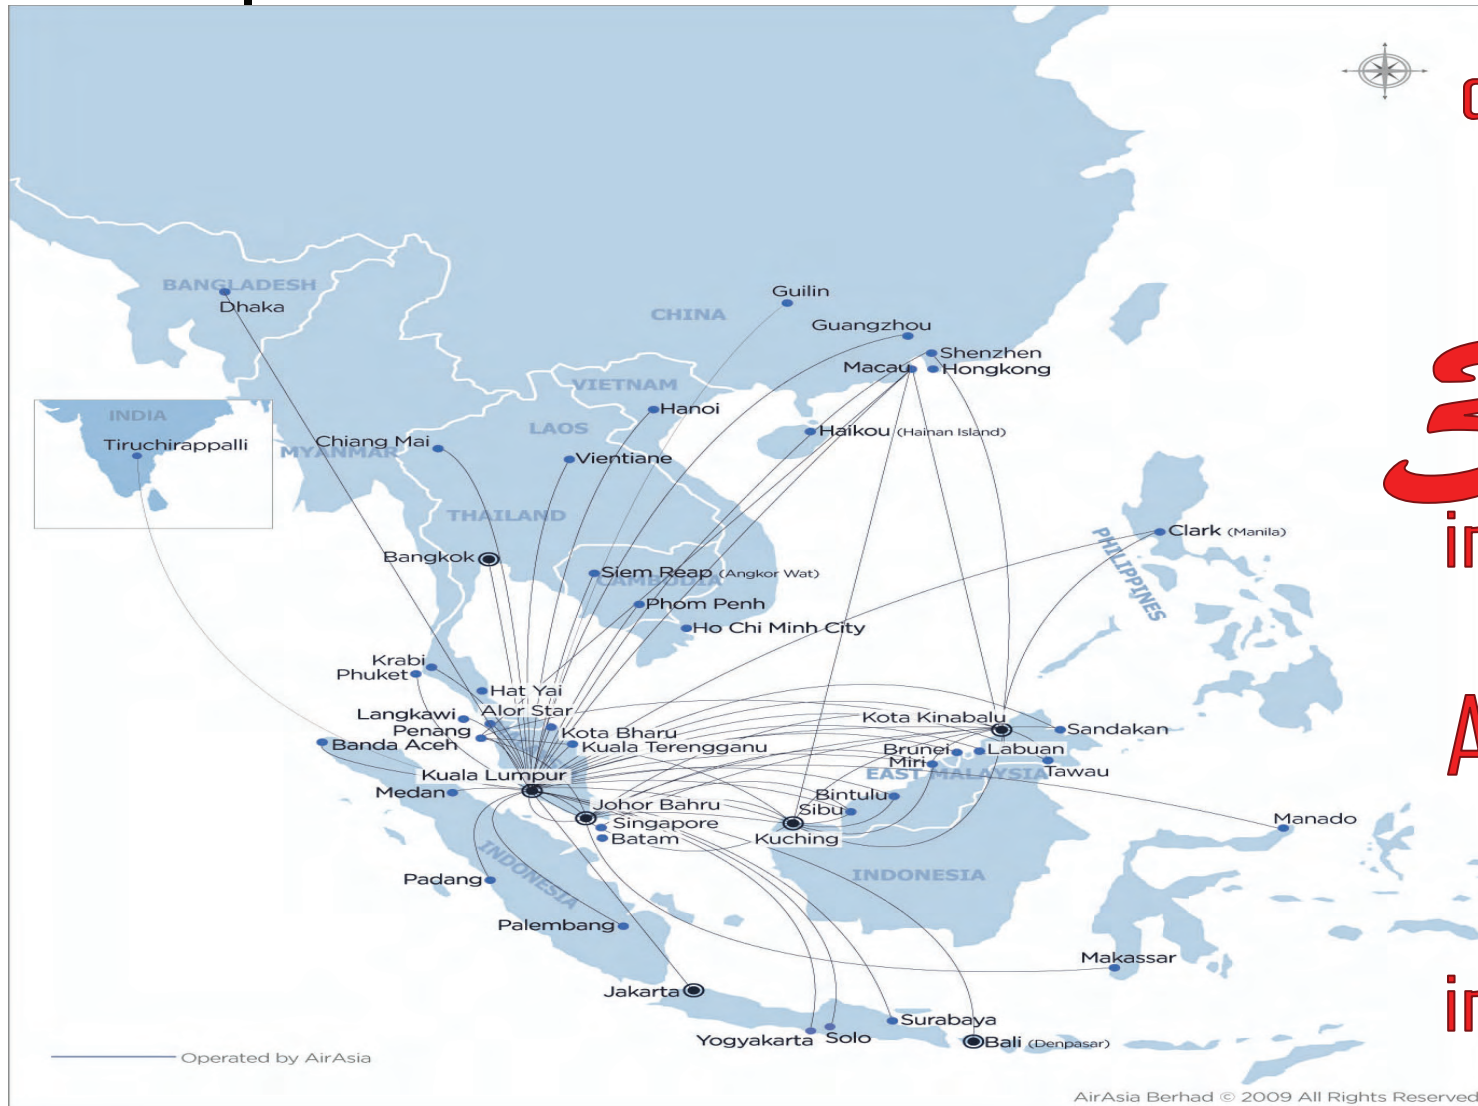 BANGLADESH
Dhaka
Guilin
CHINA
Guangzhou
Shenzhen
Macau
Hongkong
VIETNAM
INDIA
Hanoi
LAOS
Haikou (Hainan Island)
Tiruchirappalli
Chiang Mai
MYANMAR
Vientiane
THAILAND
in
Clark (Manila)
PHILIPPINES
Bangkok
Siem Reap (Angkor Wat)
CAMBODIA
Phom Penh
Ho Chi Minh City
Krabi
Phuket
Hat Yai
Langkawi
Alor Star
Penang
Kota Bharu
Banda Aceh
Kuala Terengganu
Kota Kinabalu
Sandakan
Brunei
Labuan
Miri
EAST MALAYSIA
Tawau
Kuala Lumpur
Medan
Johor Bahru
Bintulu
Sibu
Singapore
Batam
Kuching
Manado
INDONESIA
INDONESIA
Padang
Palembang
Makassar
Jakarta
in
Surabaya
Yogyakarta
Solo
Bali (Denpasar)
Operated by AirAsia
AirAsia Berhad © 2009 All Rights Reserved